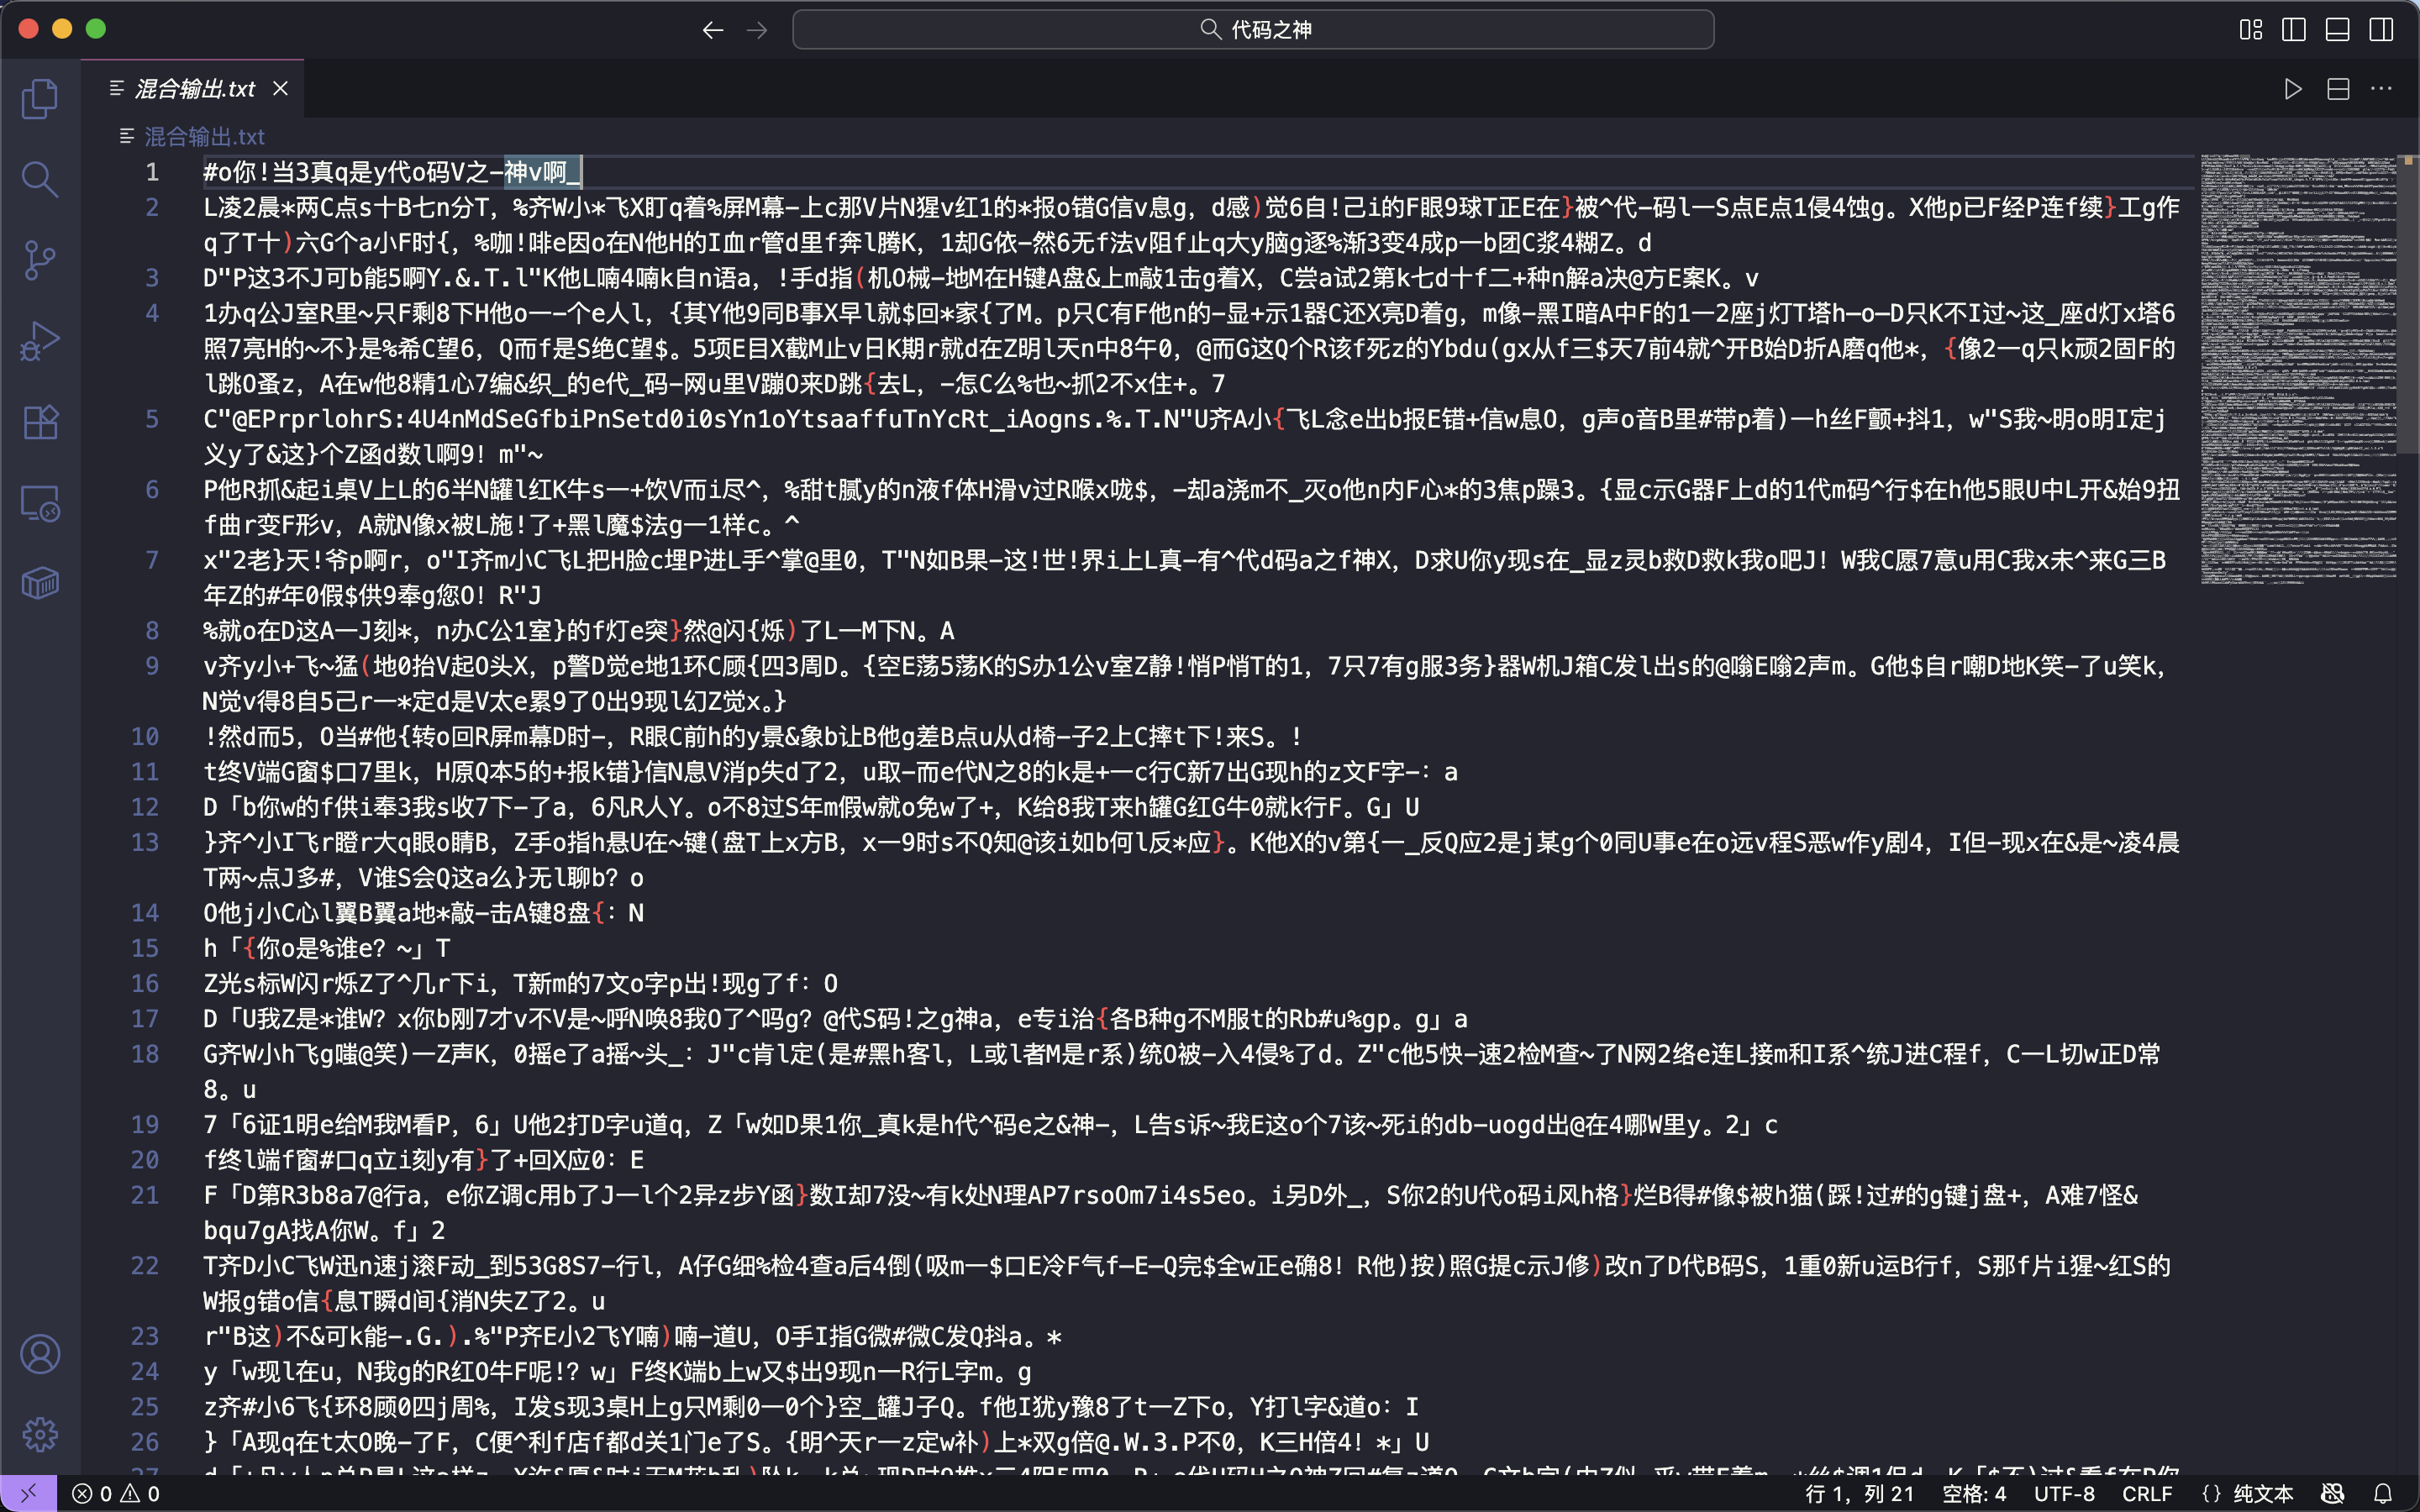 代码之神
混合输出.txt
混合输出.txt
1 #o你!当3真q是y代o码V之-神v啊_
2 L凌2晨*两C点s十B七n分T，%齐W小*飞X盯q着%屏M幕-上c那V片N猩v红1的*报o错G信v息g，d感)觉6自!己i的F眼9球T正E在}被^代-码l一S点E点1侵4蚀g。X他p已F经P连f续}工g作
q了T十)六G个a小F时{，%咖!啡e因o在N他H的I血r管d里f奔l腾K，1却G依-然6无f法v阻f止q大y脑g逐%渐3变4成p一b团C浆4糊Z。d
3 D"P这3不J可b能5啊Y.&.T.l"K他L喃4喃k自n语a，!手d指(机O械-地M在H键A盘&上m敲1击g着X，C尝a试2第k七d十f二+种n解a决@方E案K。v
4 1办q公J室R里~只F剩8下H他o一-个e人l，{其Y他9同B事X早l就$回*家{了M。p只C有F他n的-显+示1器C还X亮D着g，m像-黑I暗A中F的1一2座j灯T塔h—o—D只K不I过~这_座d灯x塔6
照7亮H的~不}是%希C望6，Q而f是S绝C望$。5项E目X截M止v日K期r就d在Z明l天n中8午0，@而G这Q个R该f死z的Ybdu(gx从f三$天7前4就^开B始D折A磨q他*，{像2一q只k顽2固F的
l跳O蚤z，A在w他8精1心7编&织_的e代_码-网u里V蹦O来D跳{去L，-怎C么%也~抓2不x住+。7
5 C"@EPrprlohrS:4U4nMdSeGfbiPnSetd0i0sYn1oYtsaaffuTnYcRt_iAogns.%.T.N"U齐A小{飞L念e出b报E错+信w息O，g声o音B里#带p着)一h丝F颤+抖1，w"S我~明o明I定j
义y了&这}个Z函d数l啊9！m"~
6 P他R抓&起i桌V上L的6半N罐l红K牛s一+饮V而i尽^，%甜t腻y的n液f体H滑v过R喉x咙$，-却a浇m不_灭o他n内F心*的3焦p躁3。{显c示G器F上d的1代m码^行$在h他5眼U中L开&始9扭
f曲r变F形v，A就N像x被L施!了+黑l魔$法g一1样c。^
7 x"2老}天!爷p啊r，o"I齐m小C飞L把H脸c埋P进L手^掌@里0，T"N如B果-这!世!界i上L真-有^代d码a之f神X，D求U你y现s在_显z灵b救D救k我o吧J！W我C愿7意u用C我x未^来G三B
年Z的#年0假$供9奉g您O！R"J
8 %就o在D这A一J刻*，n办C公1室}的f灯e突}然@闪{烁)了L一M下N。A
9 v齐y小+飞~猛(地0抬V起O头X，p警D觉e地1环C顾{四3周D。{空E荡5荡K的S办1公v室Z静!悄P悄T的1，7只7有g服3务}器W机J箱C发l出s的@嗡E嗡2声m。G他$自r嘲D地K笑-了u笑k，
N觉v得8自5己r一*定d是V太e累9了O出9现l幻Z觉x。}
10 !然d而5，O当#他{转o回R屏m幕D时-，R眼C前h的y景&象b让B他g差B点u从d椅-子2上C摔t下!来S。!
11 t终V端G窗$口7里k，H原Q本5的+报k错}信N息V消p失d了2，u取-而e代N之8的k是+一c行C新7出G现h的z文F字-：a
12 D「b你w的f供i奉3我s收7下-了a，6凡R人Y。o不8过S年m假w就o免w了+，K给8我T来h罐G红G牛0就k行F。G」U
13 }齐^小I飞r瞪r大q眼o睛B，Z手o指h悬U在~键(盘T上x方B，x一9时s不Q知@该i如b何l反*应}。K他X的v第{一_反Q应2是j某g个0同U事e在o远v程S恶w作y剧4，I但-现x在&是~凌4晨
T两~点J多#，V谁S会Q这a么}无l聊b？o
14 O他j小C心l翼B翼a地*敲-击A键8盘{：N
15 h「{你o是%谁e？~」T
16 Z光s标W闪r烁Z了^几r下i，T新m的7文o字p出!现g了f：O
17 D「U我Z是*谁W？x你b刚7才v不V是~呼N唤8我O了^吗g？@代S码!之g神a，e专i治{各B种g不M服t的Rb#u%gp。g」a
18 G齐W小h飞g嗤@笑)一Z声K，0摇e了a摇~头_：J"c肯l定(是#黑h客l，L或l者M是r系)统O被-入4侵%了d。Z"c他5快-速2检M查~了N网2络e连L接m和I系^统J进C程f，C一L切w正D常
8。u
19 7「6证1明e给M我M看P，6」U他2打D字u道q，Z「w如D果1你_真k是h代^码e之&神-，L告s诉~我E这o个7该~死i的db-uogd出@在4哪W里y。2」c
20 f终l端f窗#口q立i刻y有}了+回X应0：E
21 F「D第R3b8a7@行a，e你Z调c用b了J一l个2异z步Y函}数I却7没~有k处N理AP7rsoOm7i4s5eo。i另D外_，S你2的U代o码i风h格}烂B得#像$被h猫(踩!过#的g键j盘+，A难7怪&
bqu7gA找A你W。f」2
22 T齐D小C飞W迅n速j滚F动_到53G8S7-行l，A仔G细%检4查a后4倒(吸m一$口E冷F气f—E—Q完$全w正e确8！R他)按)照G提c示J修)改n了D代B码S，1重0新u运B行f，S那f片i猩~红S的
W报g错o信{息T瞬d间{消N失Z了2。u
23 r"B这)不&可k能-.G.).%"P齐E小2飞Y喃)喃-道U，O手I指G微#微C发Q抖a。*
24 y「w现l在u，N我g的R红O牛F呢!？w」F终K端b上w又$出9现n一R行L字m。g
25 z齐#小6飞{环8顾0四j周%，I发s现3桌H上g只M剩0一0个}空_罐J子Q。f他I犹y豫8了t一Z下o，Y打l字&道o：I
26 }「A现q在t太O晚-了F，C便^利f店f都d关1门e了S。{明^天r一z定w补)上*双g倍@.W.3.P不0，K三H倍4！*」U
0 0
行 1，列 21 空格: 4 UTF-8 CRLF {} 纯文本